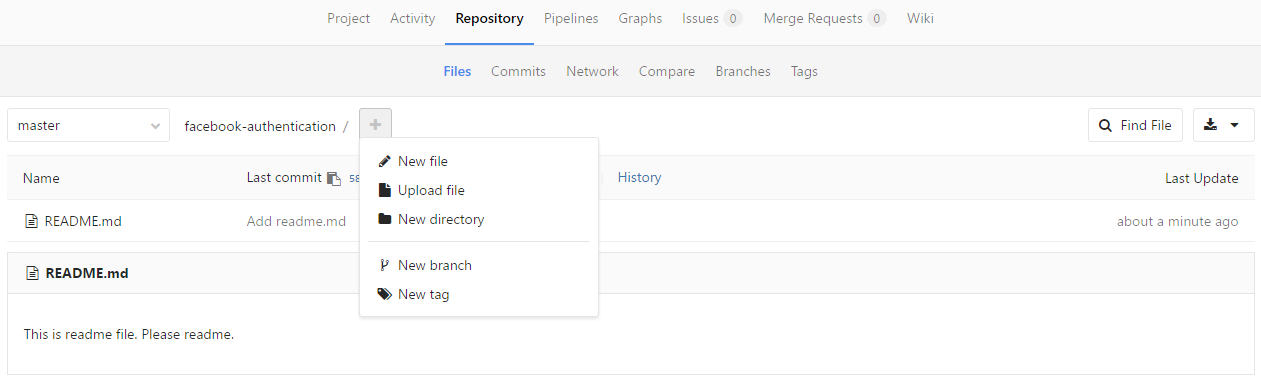 Project Activity Repository Pipelines Graphs Issues 0 Merge Requests 0 Wiki
Files Commits Network Compare Branches Tags
master facebook-authentication / Find File
New file
Name Last commit 58 History Last Update
Upload file
README.md Add readme.md New directory about a minute ago
New branch
README.md
New tag
This is readme file. Please readme.